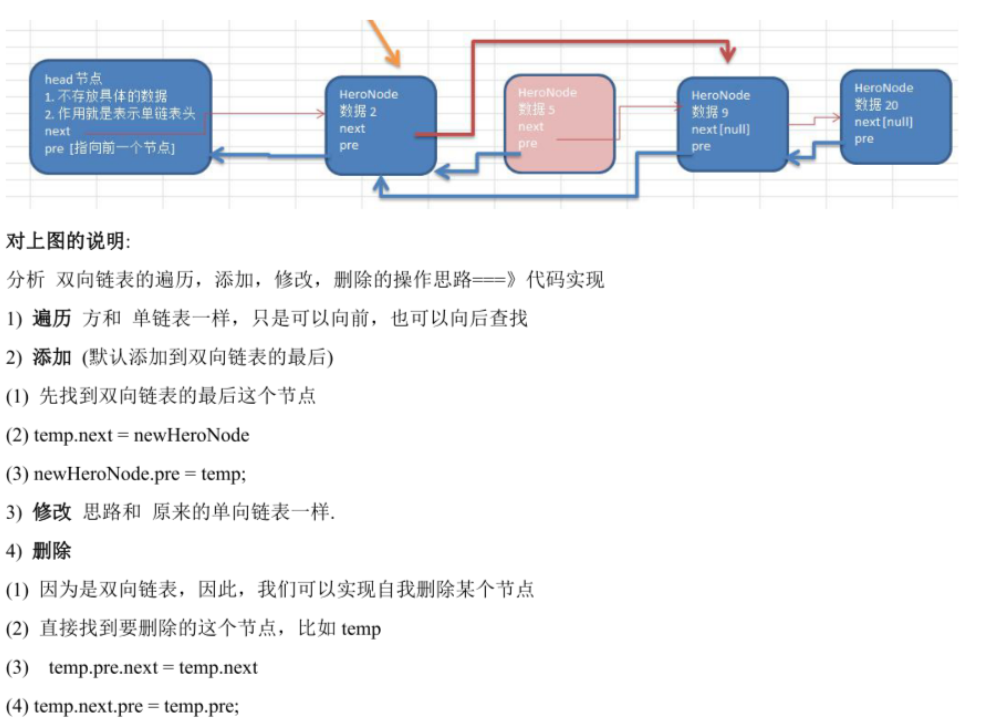 head 节点
1. 不存放具体的数据
2. 作用就是表示单链表头
next
pre [指向前一个节点]
HeroNode
数据 2
next
pre
HeroNode
数据 5
next
pre
HeroNode
数据 9
next[null]
pre
HeroNode
数据 20
next[null]
pre
对上图的说明:
分析 双向链表的遍历，添加，修改，删除的操作思路===》代码实现
1) 遍历 方和 单链表一样，只是可以向前，也可以向后查找
2) 添加 (默认添加到双向链表的最后)
(1) 先找到双向链表的最后这个节点
(2) temp.next = newHeroNode
(3) newHeroNode.pre = temp;
3) 修改 思路和 原来的单向链表一样.
4) 删除
(1) 因为是双向链表，因此，我们可以实现自我删除某个节点
(2) 直接找到要删除的这个节点，比如 temp
(3) temp.pre.next = temp.next
(4) temp.next.pre = temp.pre;